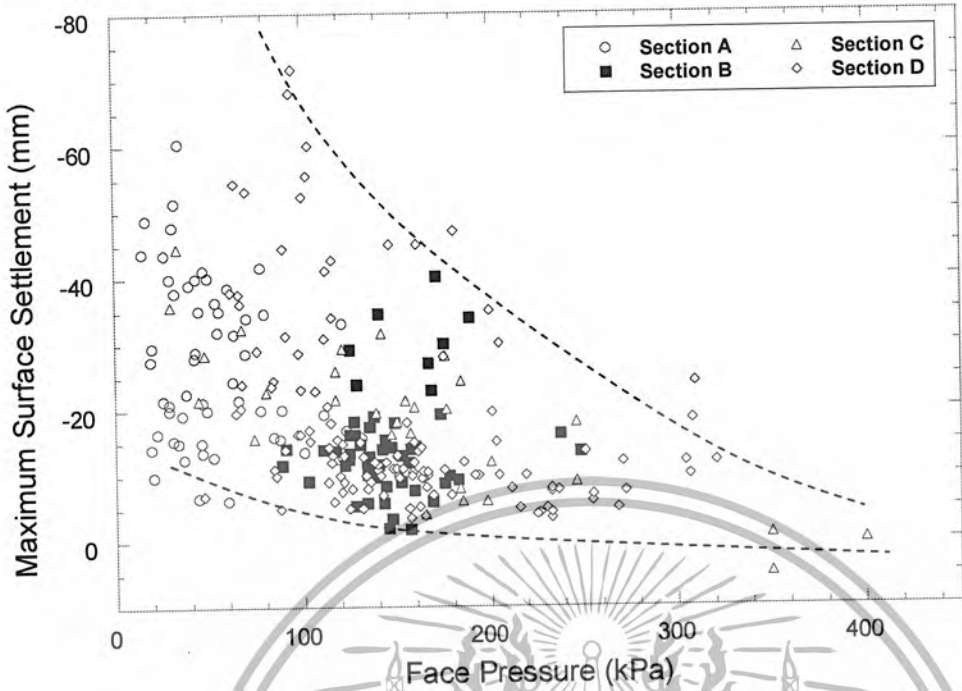 -80
-60
-40
-20
0
Maximum Surface Settlement (mm)
Section A
Section B
Section C
Section D
0 100 200 300 400
Face Pressure (kPa)